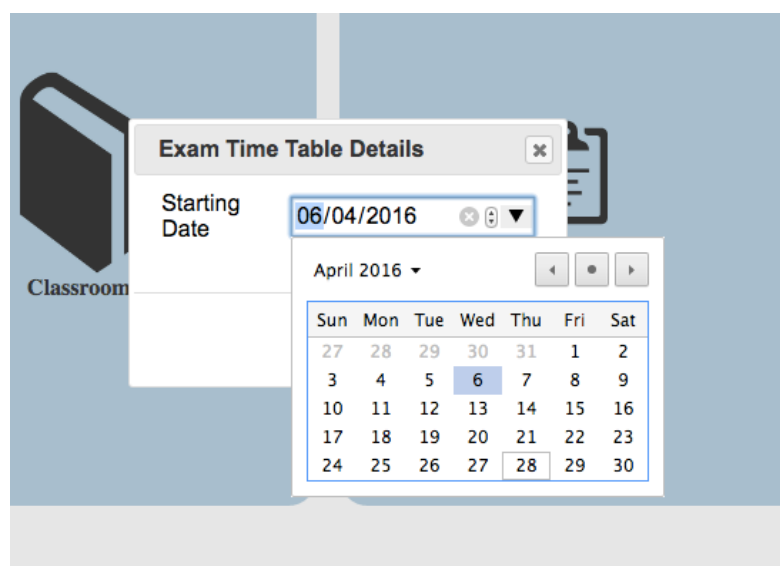 Exam Time Table Details
Starting
Date
06/04/2016
Classroom
April 2016
Sun Mon Tue Wed Thu Fri Sat
27 28 29 30 31 1 2
3 4 5 6 7 8 9
10 11 12 13 14 15 16
17 18 19 20 21 22 23
24 25 26 27 28 29 30